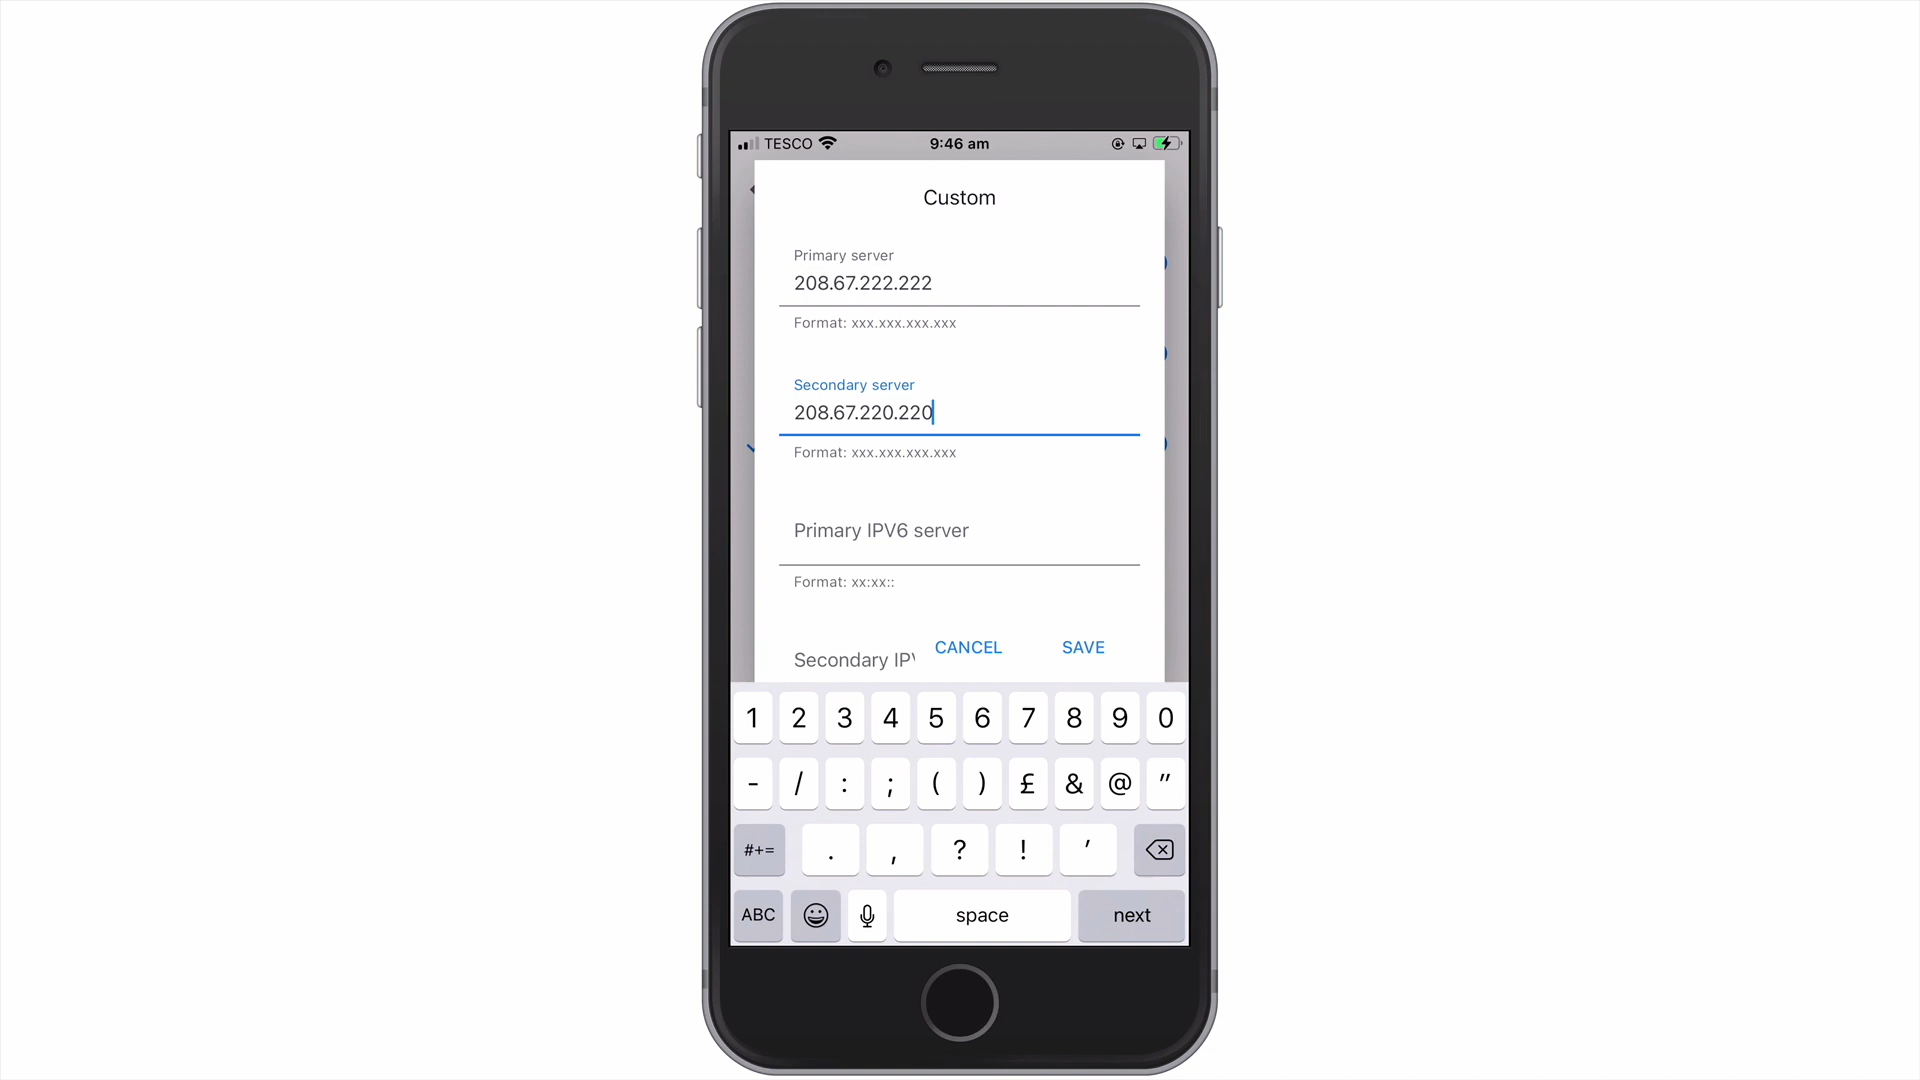 TESCO 9:46 am
Custom
Primary server
208.67.222.222
Format: xxx.xxx.xxx.xxx
Secondary server
208.67.220.220
Format: xxx.xxx.xxx.xxx
Primary IPV6 server
Format: xx:xx::
Secondary IPV
CANCEL SAVE
1 2 3 4 5 6 7 8 9 0
- / : ; ( ) £ & @ "
#+= . , ? ! '
ABC space next